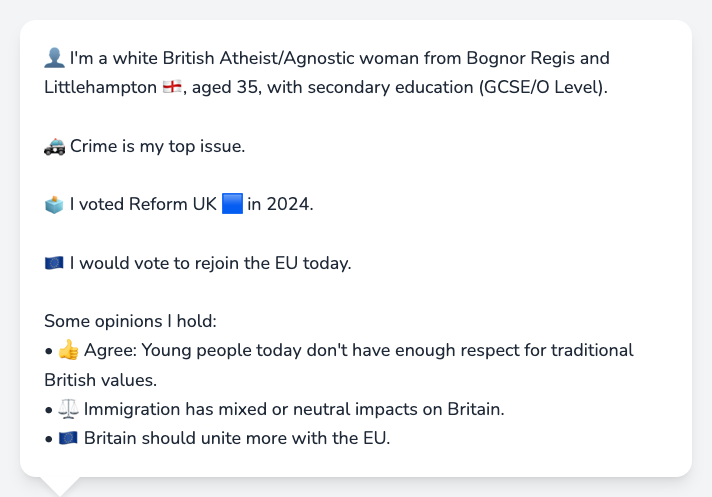 👤 I'm a white British Atheist/Agnostic woman from Bognor Regis and
Littlehampton 🏴󠁧󠁢󠁥󠁮󠁧󠁿, aged 35, with secondary education (GCSE/O Level).
🚓 Crime is my top issue.
🗳️ I voted Reform UK 🟦 in 2024.
🇪🇺 I would vote to rejoin the EU today.
Some opinions I hold:
• 👍 Agree: Young people today don't have enough respect for traditional
British values.
• ⚖️ Immigration has mixed or neutral impacts on Britain.
• 🇪🇺 Britain should unite more with the EU.